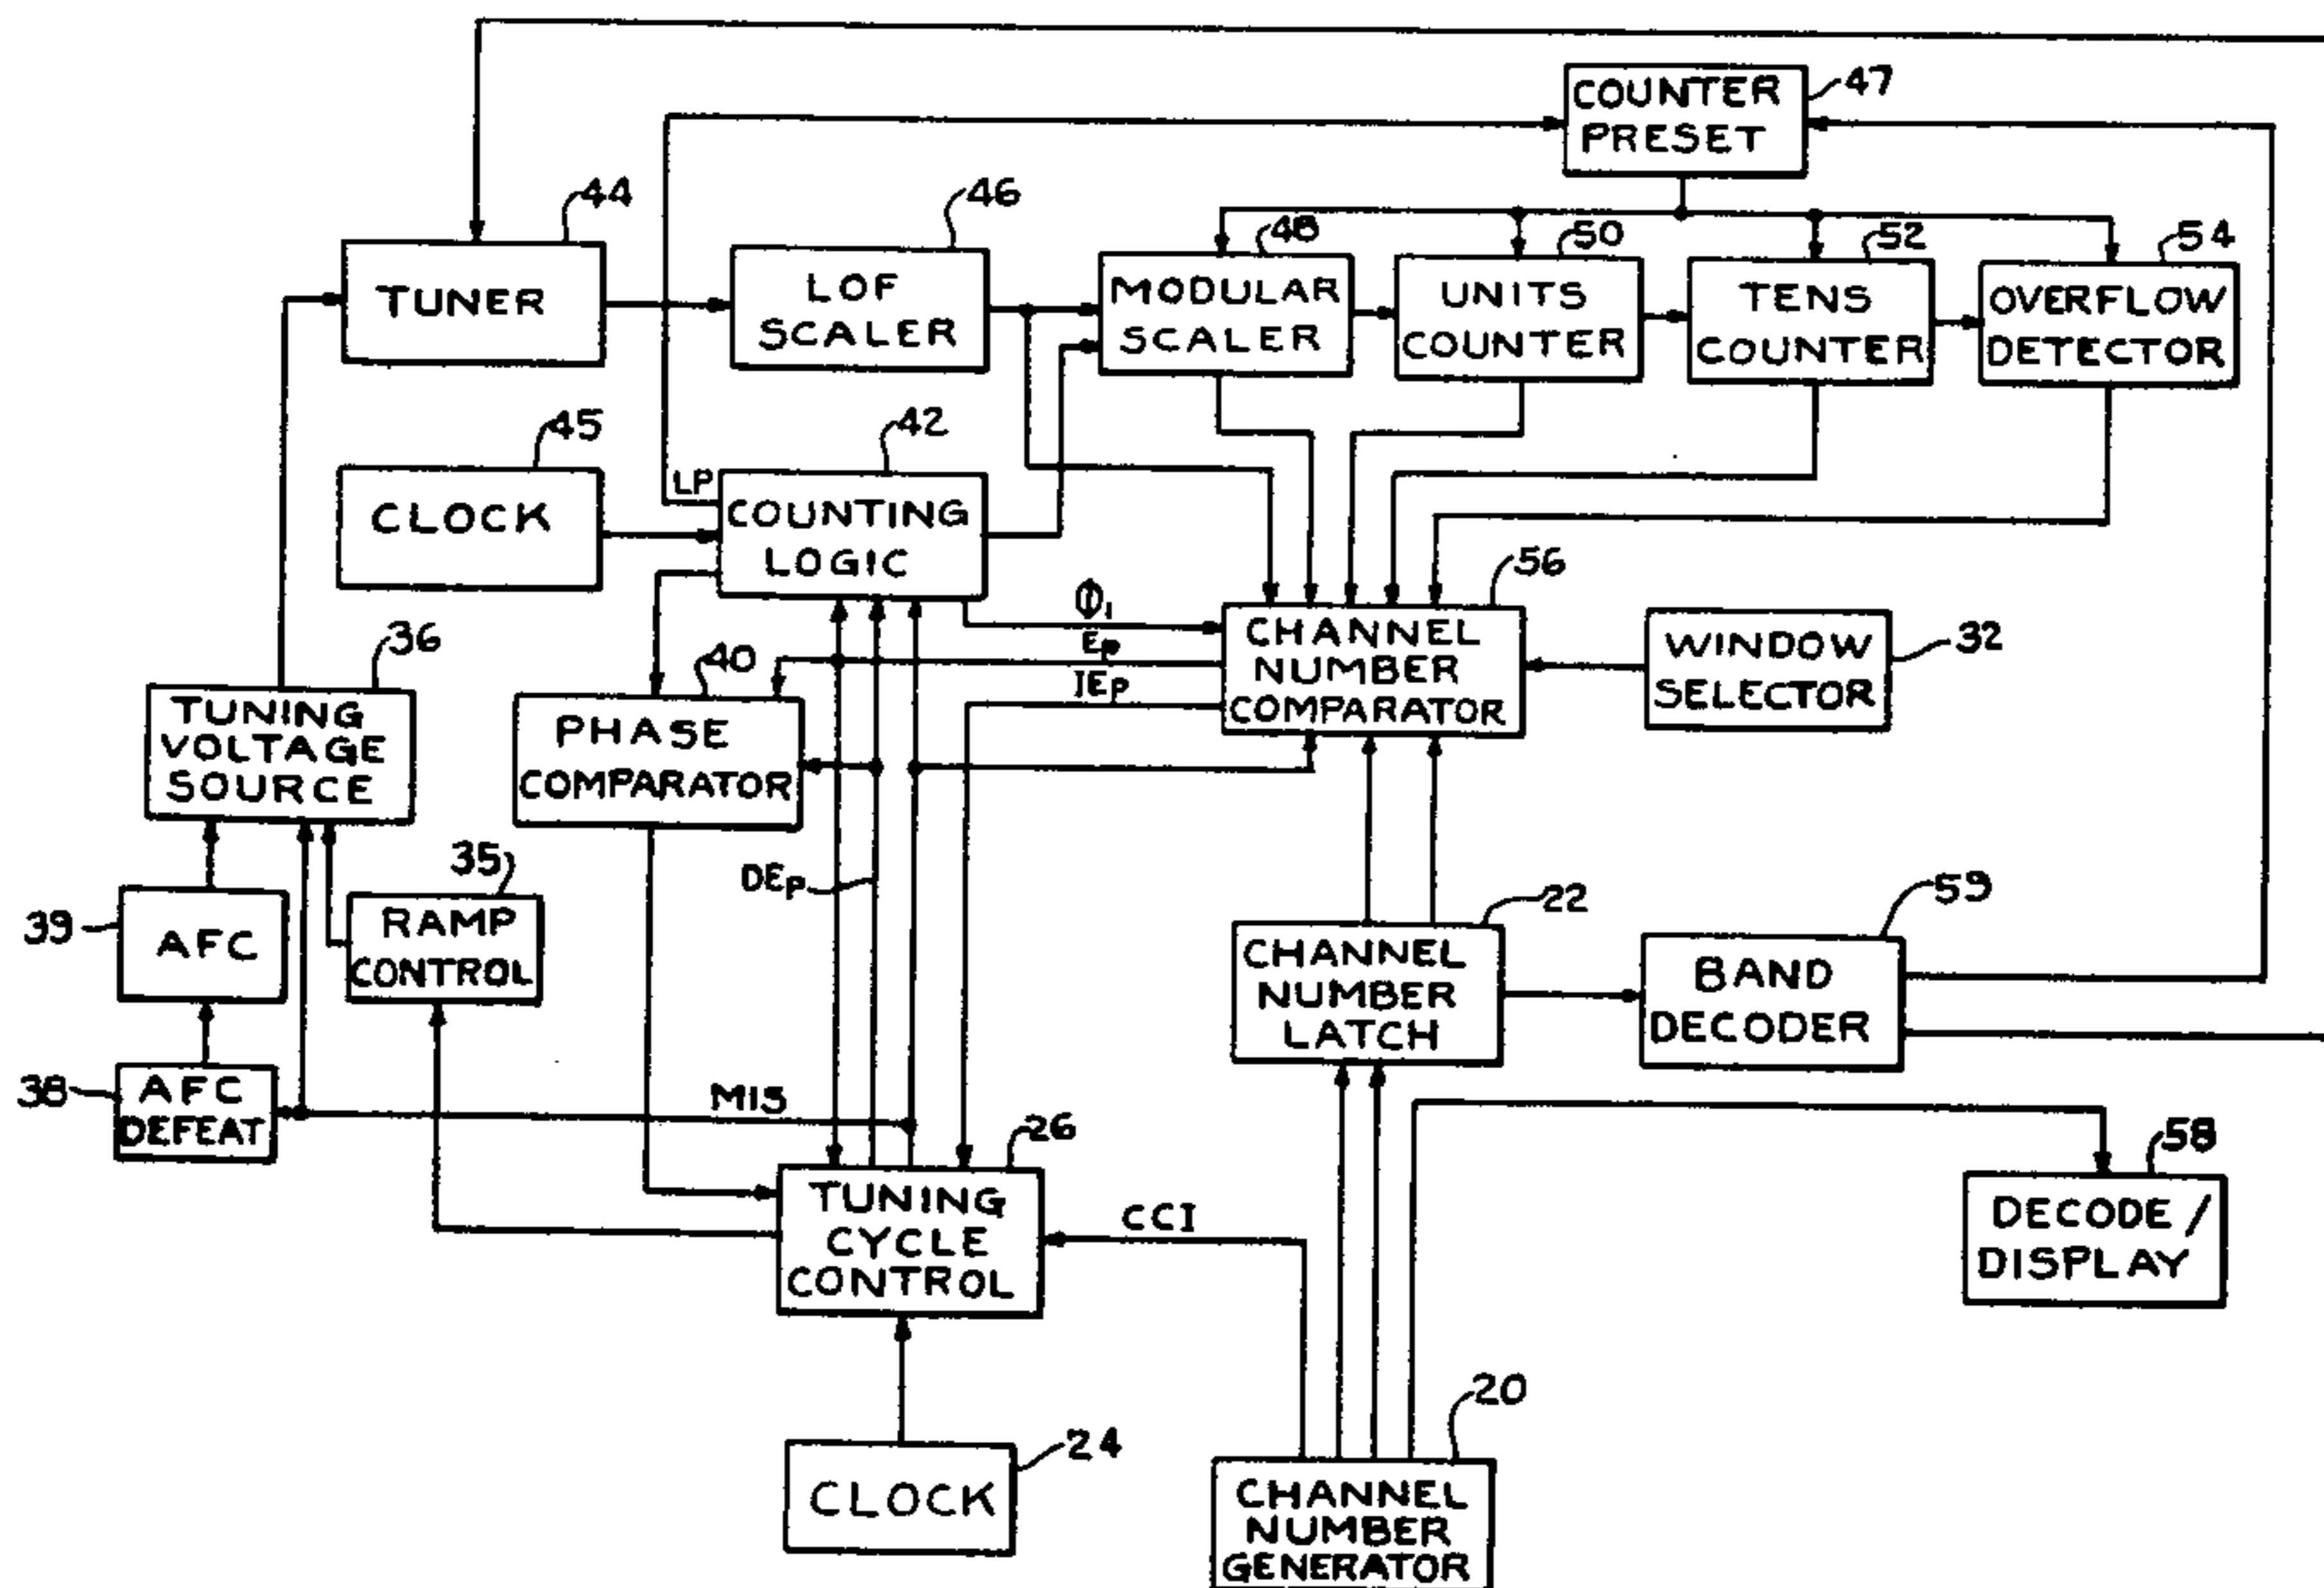 COUNTER
PRESET
47
44
46
48
50
52
54
TUNER
LOF
SCALER
MODULAR
SCALER
UNITS
COUNTER
TENS
COUNTER
OVERFLOW
DETECTOR
45
42
CLOCK
LP
COUNTING
LOGIC
56
Φ₁
EP
IEP
CHANNEL
NUMBER
COMPARATOR
WINDOW
SELECTOR
32
36
40
TUNING
VOLTAGE
SOURCE
PHASE
COMPARATOR
DEP
35
39
AFC
RAMP
CONTROL
22
59
CHANNEL
NUMBER
LATCH
BAND
DECODER
38
AFC
DEFEAT
MIS
26
58
TUNING
CYCLE
CONTROL
CCI
DECODE/
DISPLAY
24
20
CLOCK
CHANNEL
NUMBER
GENERATOR